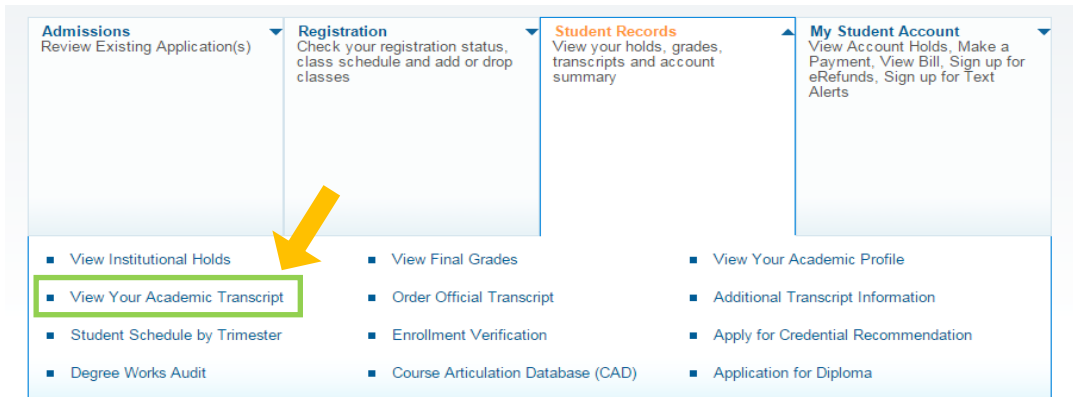 Admissions
Review Existing Application(s)
Registration
Check your registration status,
class schedule and add or drop
classes
Student Records
View your holds, grades,
transcripts and account
summary
My Student Account
View Account Holds, Make a
Payment, View Bill, Sign up for
eRefunds, Sign up for Text
Alerts
View Institutional Holds
View Final Grades
View Your Academic Profile
View Your Academic Transcript
Order Official Transcript
Additional Transcript Information
Student Schedule by Trimester
Enrollment Verification
Apply for Credential Recommendation
Degree Works Audit
Course Articulation Database (CAD)
Application for Diploma